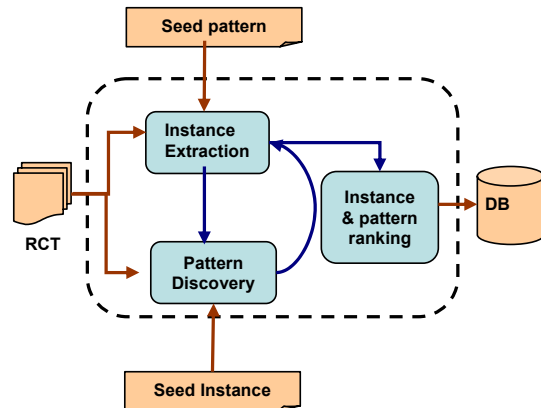 Seed pattern
Instance
Extraction
Instance
& pattern
ranking
DB
RCT
Pattern
Discovery
Seed Instance